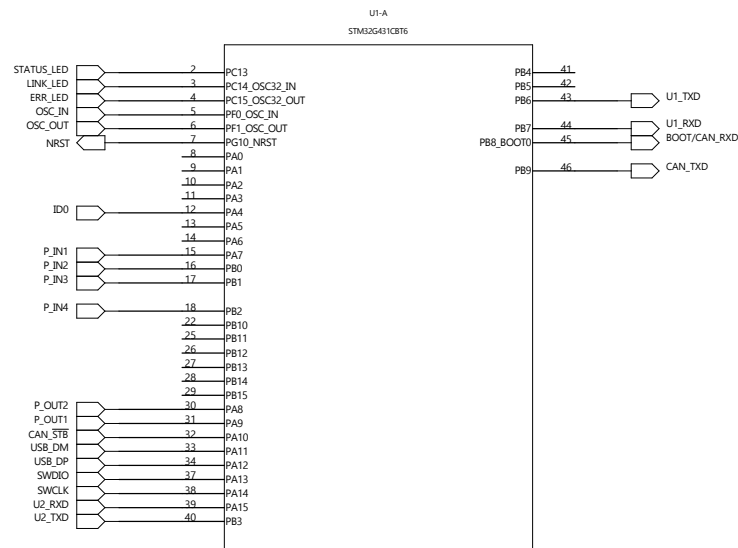 U1-A
STM32G431CBT6
STATUS_LED 2 PC13
LINK_LED 3 PC14_OSC32_IN
ERR_LED 4 PC15_OSC32_OUT
OSC_IN 5 PF0_OSC_IN
OSC_OUT 6 PF1_OSC_OUT
NRST 7 PG10_NRST
8 PA0
9 PA1
10 PA2
11 PA3
ID0 12 PA4
13 PA5
14 PA6
P_IN1 15 PA7
P_IN2 16 PB0
P_IN3 17 PB1
P_IN4 18 PB2
22 PB10
25 PB11
26 PB12
27 PB13
28 PB14
29 PB15
P_OUT2 30 PA8
P_OUT1 31 PA9
CAN_STB 32 PA10
USB_DM 33 PA11
USB_DP 34 PA12
SWDIO 37 PA13
SWCLK 38 PA14
U2_RXD 39 PA15
U2_TXD 40 PB3
PB4 41
PB5 42
PB6 43 U1_TXD
PB7 44 U1_RXD
PB8_BOOT0 45 BOOT/CAN_RXD
PB9 46 CAN_TXD